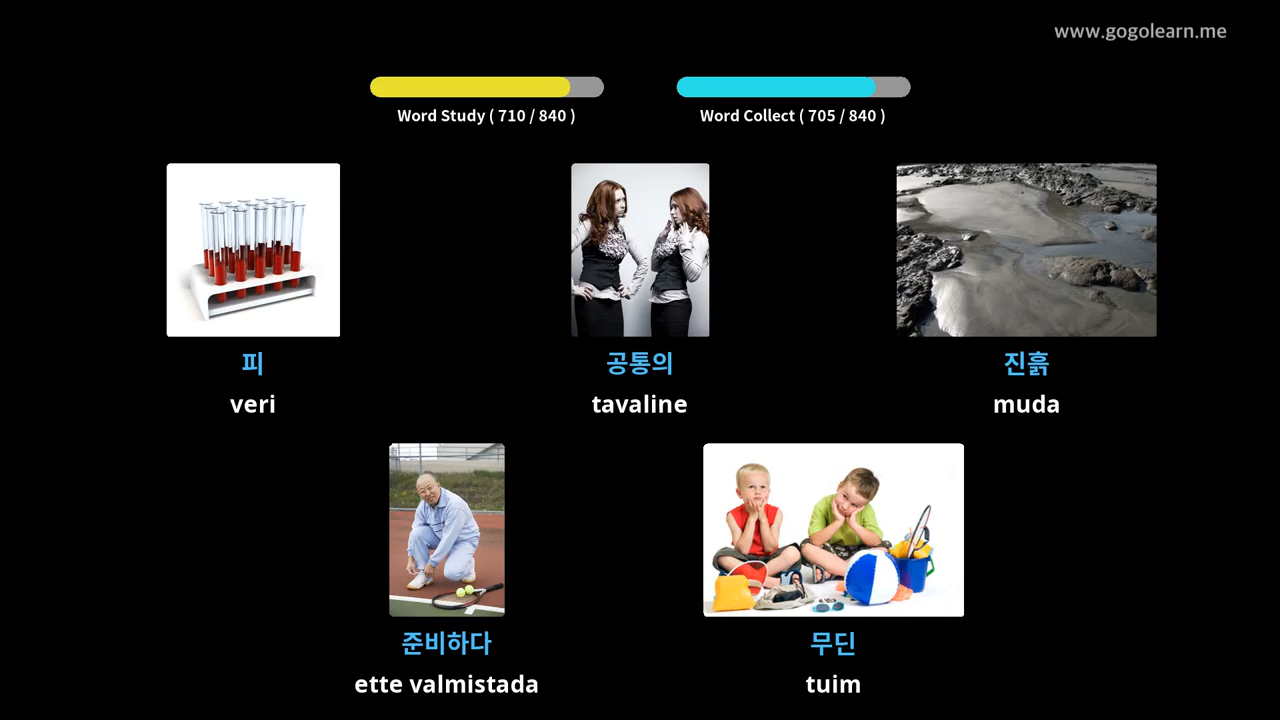 www.gogolearn.me
Word Study ( 710 / 840 )
Word Collect ( 705 / 840 )
피
공통의
진흙
veri
tavaline
muda
준비하다
무딘
ette valmistada
tuim